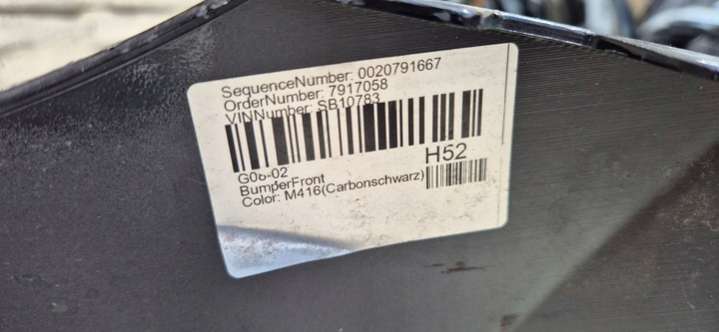 SequenceNumber: 0020791667
OrderNumber: 7917058
VINNumber: SB10783
G06-02
H52
BumperFront
Color: M416(Carbonschwarz)